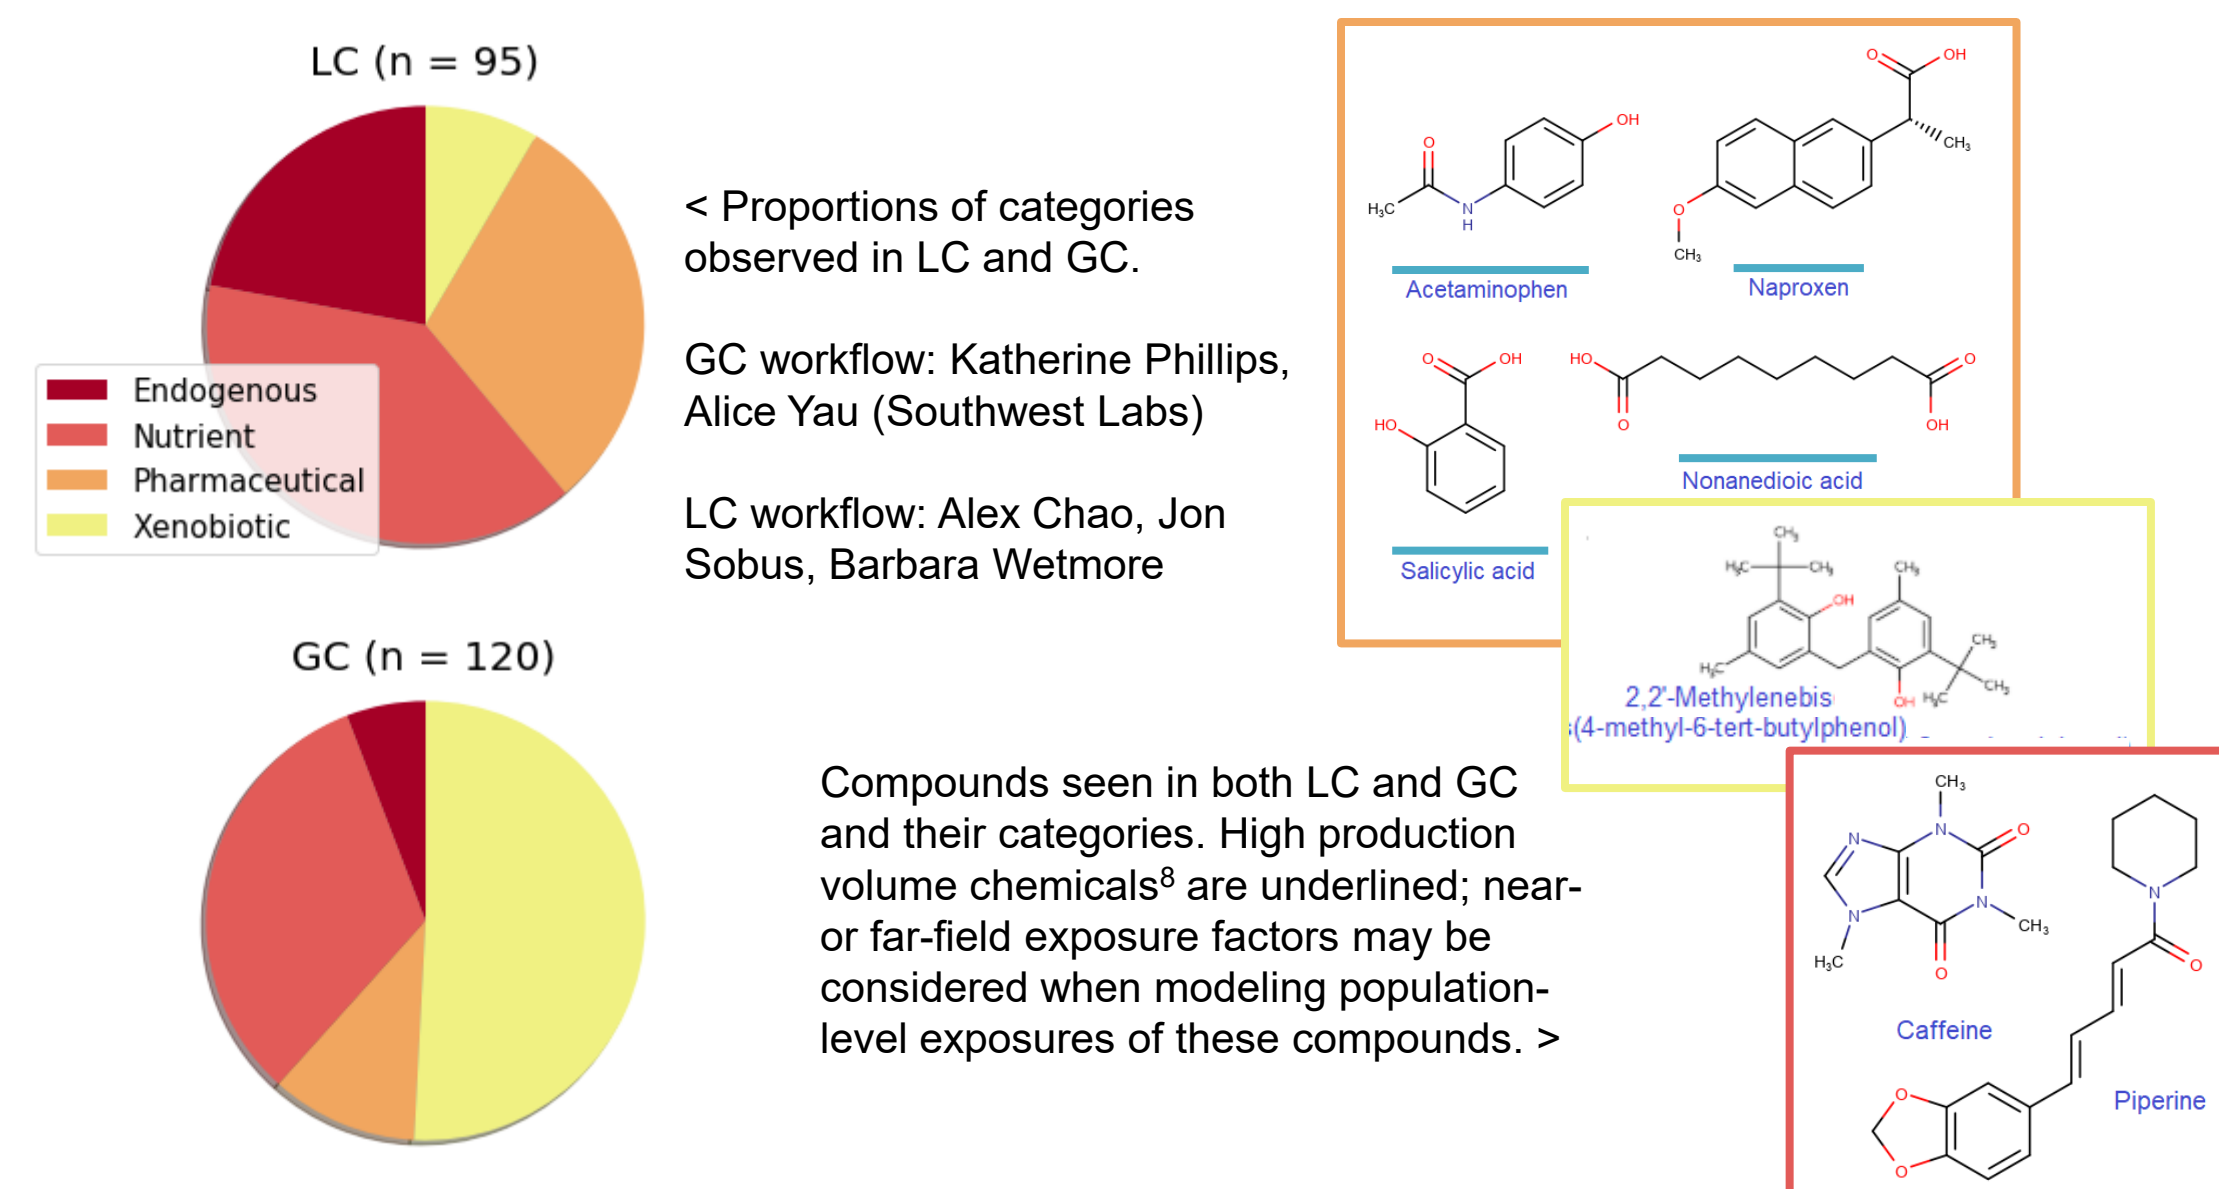 LC (n = 95)
Endogenous
Nutrient
Pharmaceutical
Xenobiotic
GC (n = 120)
< Proportions of categories
observed in LC and GC.
GC workflow: Katherine Phillips,
Alice Yau (Southwest Labs)
LC workflow: Alex Chao, Jon
Sobus, Barbara Wetmore
Compounds seen in both LC and GC
and their categories. High production
volume chemicals⁸ are underlined; near-
or far-field exposure factors may be
considered when modeling population-
level exposures of these compounds. >
O
OH
H₃C
N
H
Acetaminophen
O
OH
CH₃
O
CH₃
Naproxen
O
OH
HO
Salicylic acid
HO
O
O
OH
Nonanedioic acid
CH₃
H₃C
CH₃
OH
H₃C
CH₃
CH₃
CH₃
H₃C
OH
2,2'-Methylenebis
s(4-methyl-6-tert-butylphenol)
CH₃
N
N
O
N
N
CH₃
H₃C
O
Caffeine
N
O
O
O
Piperine